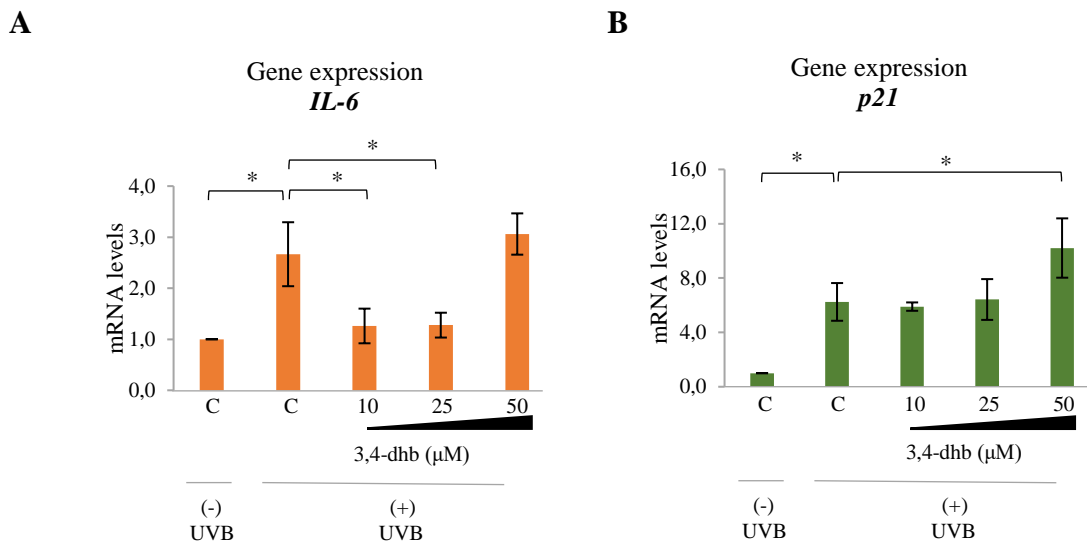 A
Gene expression
IL-6
*
*
*
4,0
3,0
2,0
1,0
0,0
mRNA levels
C
C
10
25
50
3,4-dhb (μM)
(-)
UVB
(+)
UVB
B
Gene expression
p21
*
*
16,0
12,0
8,0
4,0
0,0
mRNA levels
C
C
10
25
50
3,4-dhb (μM)
(-)
UVB
(+)
UVB